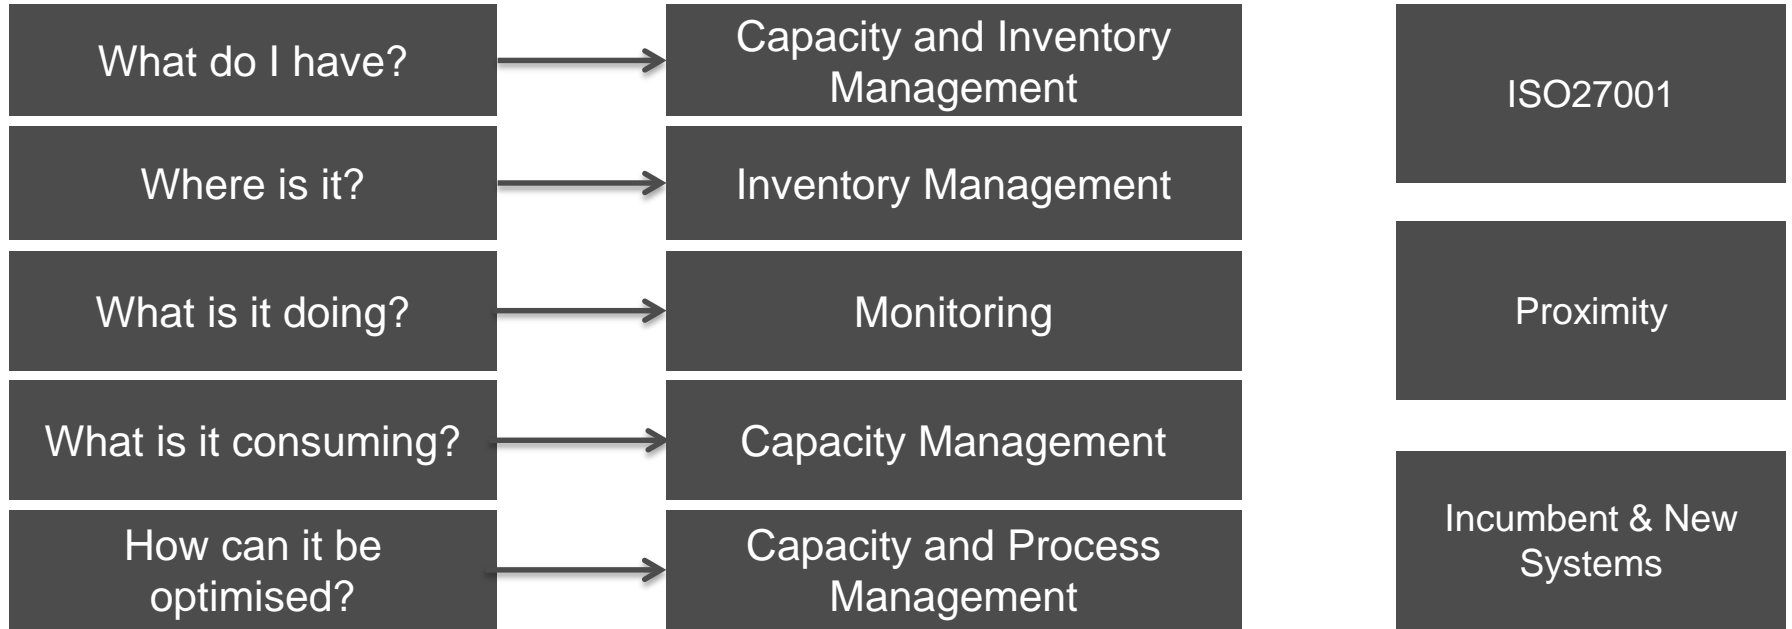 What do I have?
Capacity and Inventory
Management
Where is it?
Inventory Management
What is it doing?
Monitoring
What is it consuming?
Capacity Management
How can it be
optimised?
Capacity and Process
Management
ISO27001
Proximity
Incumbent & New
Systems